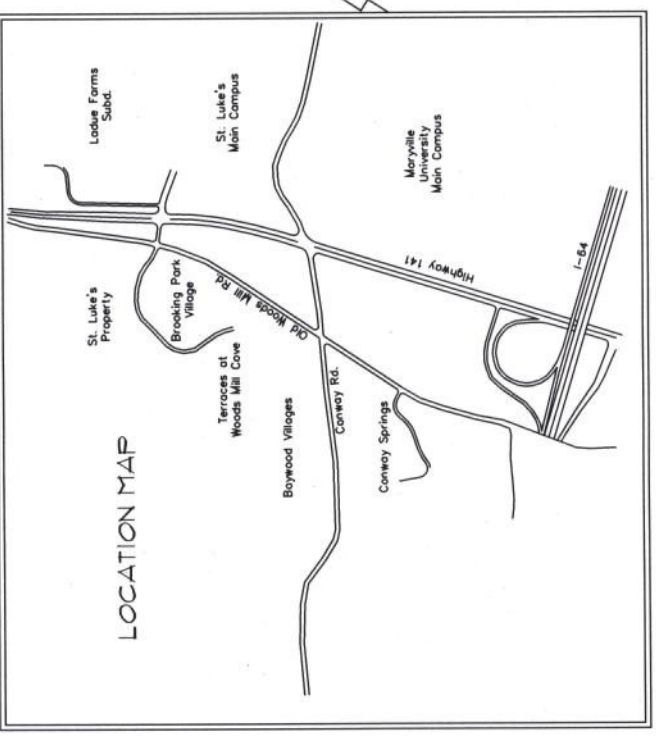 LOCATION MAP
St. Luke's
Property
Brooking Park
Village
Terraces at
Woods Mill Cove
Baywood Villages
Conway Springs
Conway Rd.
Old Woods Mill Rd.
Highway 141
I-64
Ladue Farms
Subd.
St. Luke's
Main Campus
Maryville
University
Main Campus